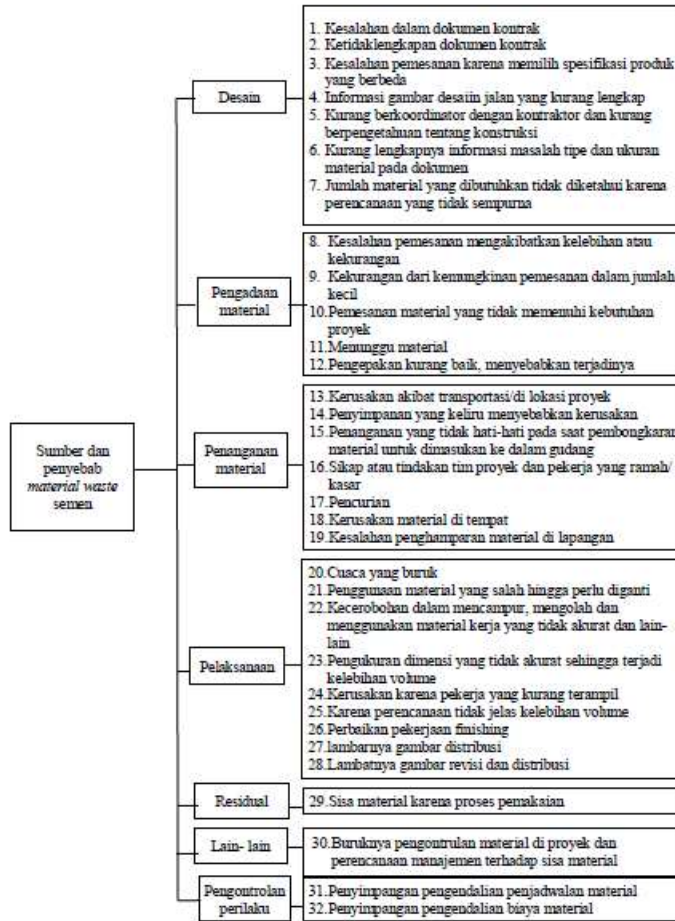 1. Kesalahan dalam dokumen kontrak
2. Ketidaklengkapan dokumen kontrak
3. Kesalahan pemesanan karena memilih spesifikasi produk
yang berbeda
Desain
4. Informasi gambar desaiin jalan yang kurang lengkap
5. Kurang berkoordinator dengan kontraktor dan kurang
berpengetahuan tentang konstruksi
6. Kurang lengkapnya informasi masalah tipe dan ukuran
material pada dokumen
7. Jumlah material yang dibutuhkan tidak diketahui karena
perencanaan yang tidak sempurna
8. Kesalahan pemesanan mengakibatkan kelebihan atau
kekurangan
9. Kekurangan dari kemungkinan pemesanan dalam jumlah
kecil
Pengadaan
material
10.Pemesanan material yang tidak memenuhi kebutuhan
proyek
11.Menunggu material
12.Pengepakan kurang baik, menyebabkan terjadinya
Sumber dan
penyebab
material waste
semen
Penanganan
material
13.Kerusakan akibat transportasi/di lokasi proyek
14.Penyimpanan yang keliru menyebabkan kerusakan
15.Penanganan yang tidak hati-hati pada saat pembongkaran
material untuk dimasukan ke dalam gudang
16.Sikap atau tindakan tim proyek dan pekerja yang ramah/
kasar
17.Pencurian
18.Kerusakan material di tempat
19.Kesalahan penghamparan material di lapangan
Pelaksanaan
20.Cuaca yang buruk
21.Penggunaan material yang salah hingga perlu diganti
22.Kecerobohan dalam mencampur, mengolah dan
menggunakan material kerja yang tidak akurat dan lain-
lain
23.Pengukuran dimensi yang tidak akurat sehingga terjadi
kelebihan volume
24.Kerusakan karena pekerja yang kurang terampil
25.Karena perencanaan tidak jelas kelebihan volume
26.Perbaikan pekerjaan finishing
27.lambarnya gambar distribusi
28.Lambatnya gambar revisi dan distribusi
Residual
29.Sisa material karena proses pemakaian
Lain- lain
30.Buruknya pengontrulan material di proyek dan
perencanaan manajemen terhadap sisa material
Pengontrolan
perilaku
31.Penyimpangan pengendalian penjadwalan material
32.Penyimpangan pengendalian biaya material